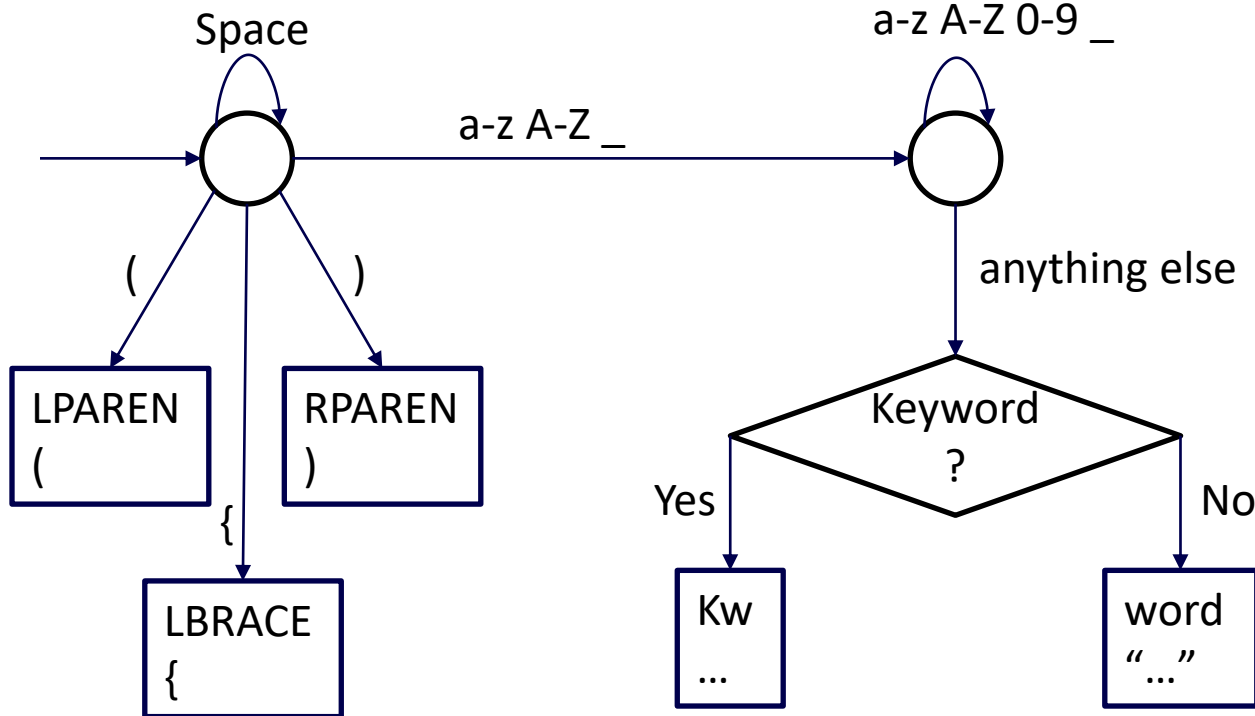 Space
a-z A-Z 0-9 _
a-z A-Z _
(
)
anything else
LPAREN
(
RPAREN
)
Keyword
?
{
Yes
No
LBRACE
{
Kw
...
word
“...”